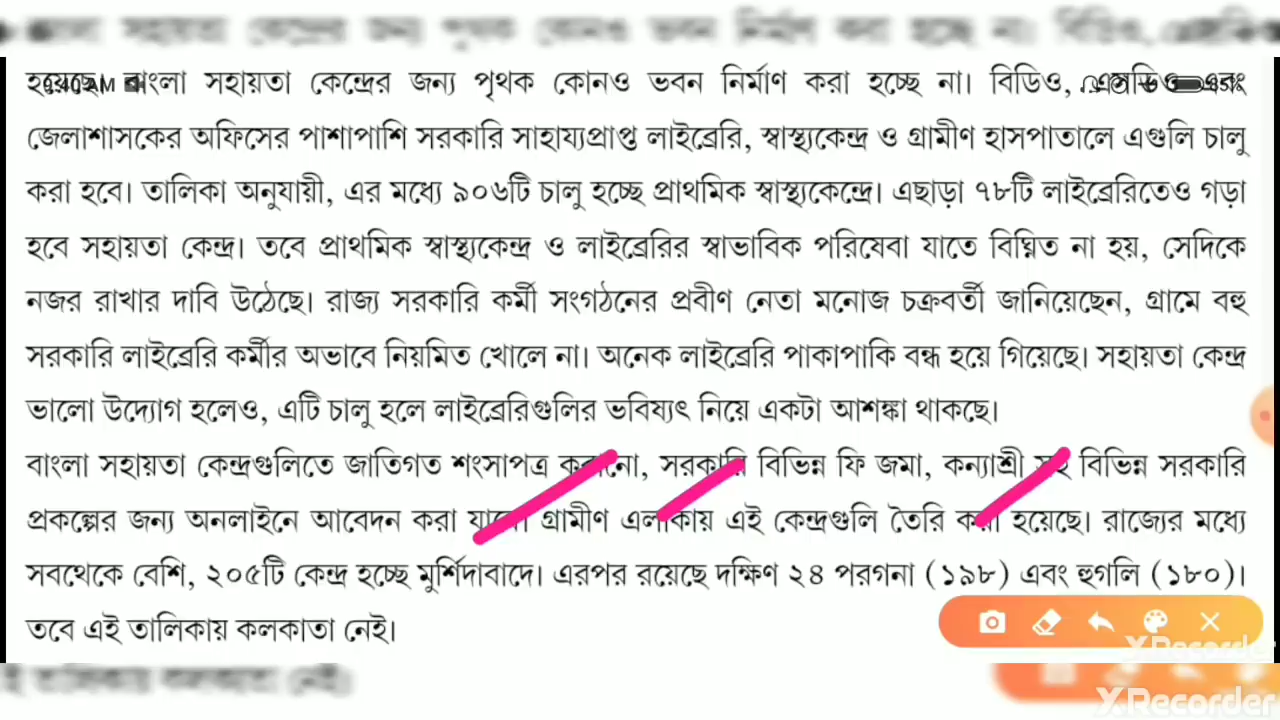 হয়েছে। বাংলা সহায়তা কেন্দ্রের জন্য পৃথক কোনও ভবন নির্মাণ করা হচ্ছে না। বিডিও, এসডিও এবং
জেলাশাসকের অফিসের পাশাপাশি সরকারি সাহায্যপ্রাপ্ত লাইব্রেরি, স্বাস্থ্যকেন্দ্র ও গ্রামীণ হাসপাতালে এগুলি চালু
করা হবে। তালিকা অনুযায়ী, এর মধ্যে ৯০৬টি চালু হচ্ছে প্রাথমিক স্বাস্থ্যকেন্দ্রে। এছাড়া ৭৮টি লাইব্রেরিতেও গড়া
হবে সহায়তা কেন্দ্র। তবে প্রাথমিক স্বাস্থ্যকেন্দ্র ও লাইব্রেরির স্বাভাবিক পরিষেবা যাতে বিঘ্নিত না হয়, সেদিকে
নজর রাখার দাবি উঠেছে। রাজ্য সরকারি কর্মী সংগঠনের প্রবীণ নেতা মনোজ চক্রবর্তী জানিয়েছেন, গ্রামে বহু
সরকারি লাইব্রেরি কর্মীর অভাবে নিয়মিত খোলে না। অনেক লাইব্রেরি পাকাপাকি বন্ধ হয়ে গিয়েছে। সহায়তা কেন্দ্র
ভালো উদ্যোগ হলেও, এটি চালু হলে লাইব্রেরিগুলির ভবিষ্যৎ নিয়ে একটা আশঙ্কা থাকছে।
বাংলা সহায়তা কেন্দ্রগুলিতে জাতিগত শংসাপত্র করানো, সরকারি বিভিন্ন ফি জমা, কন্যাশ্রী সহ বিভিন্ন সরকারি
প্রকল্পের জন্য অনলাইনে আবেদন করা যাবে। গ্রামীণ এলাকায় এই কেন্দ্রগুলি তৈরি করা হয়েছে। রাজ্যের মধ্যে
সবথেকে বেশি, ২০৫টি কেন্দ্র হচ্ছে মুর্শিদাবাদে। এরপর রয়েছে দক্ষিণ ২৪ পরগনা (১৯৮) এবং হুগলি (১৮০)।
তবে এই তালিকায় কলকাতা নেই।
XRecorder
XRecorder